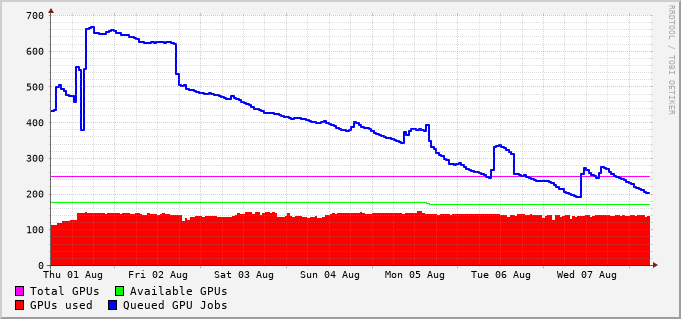 700
600
500
400
300
200
100
0
Thu 01 Aug Fri 02 Aug Sat 03 Aug Sun 04 Aug Mon 05 Aug Tue 06 Aug Wed 07 Aug
Total GPUs Available GPUs
GPUs used Queued GPU Jobs
RRDTOOL / TOBI OETIKER